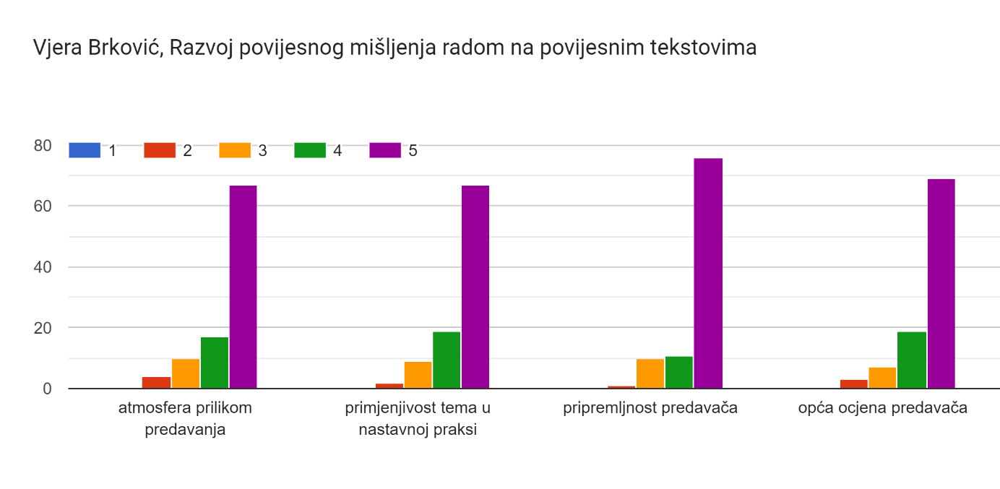 Vjera Brković, Razvoj povijesnog mišljenja radom na povijesnim tekstovima
80
1 2 3 4 5
60
40
20
0
atmosfera prilikom
predavanja
primjenjivost tema u
nastavnoj praksi
pripremljnost predavača
opća ocjena predavača